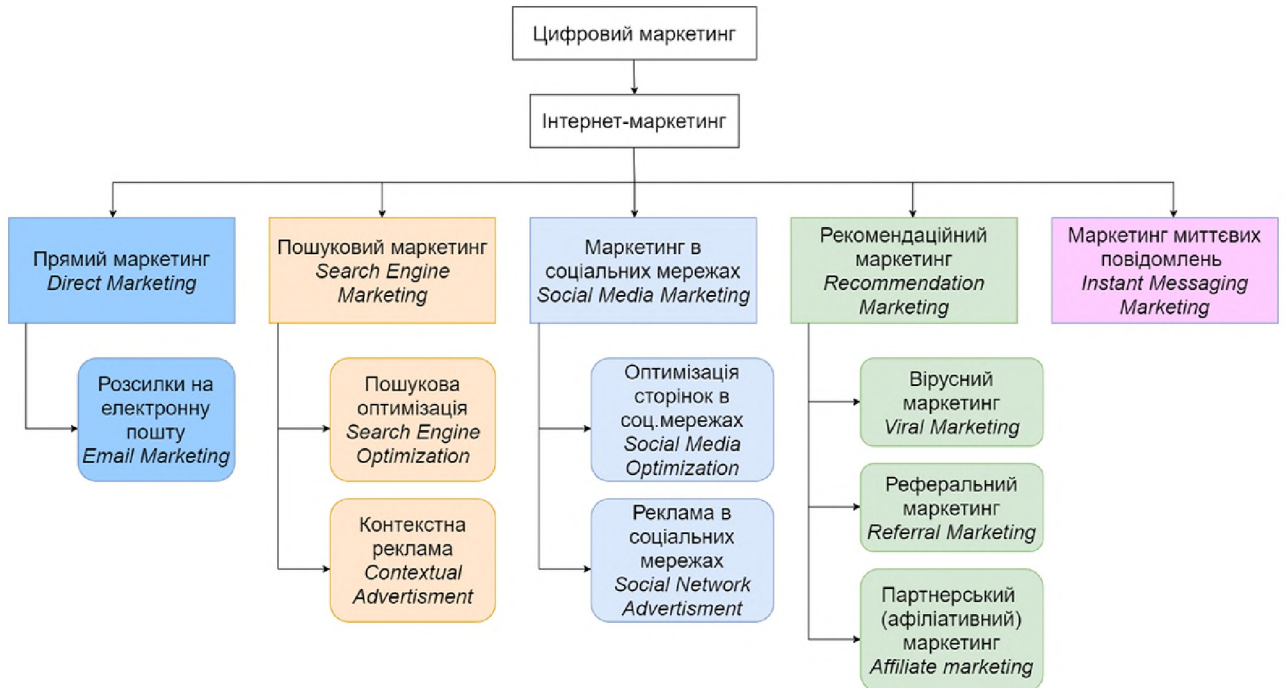 Цифровий маркетинг
Інтернет-маркетинг
Прямий маркетинг
Direct Marketing
Пошуковий маркетинг
Search Engine
Marketing
Маркетинг в
соціальних мережах
Social Media Marketing
Рекомендаційний
маркетинг
Recommendation
Marketing
Маркетинг миттєвих
повідомлень
Instant Messaging
Marketing
Розсилки на
електронну
пошту
Email Marketing
Пошукова
оптимізація
Search Engine
Optimization
Контекстна
реклама
Contextual
Advertisment
Оптимізація
сторінок в
соц.мережах
Social Media
Optimization
Реклама в
соціальних
мережах
Social Network
Advertisment
Вірусний
маркетинг
Viral Marketing
Реферальний
маркетинг
Referral Marketing
Партнерський
(афіліативний)
маркетинг
Affiliate marketing